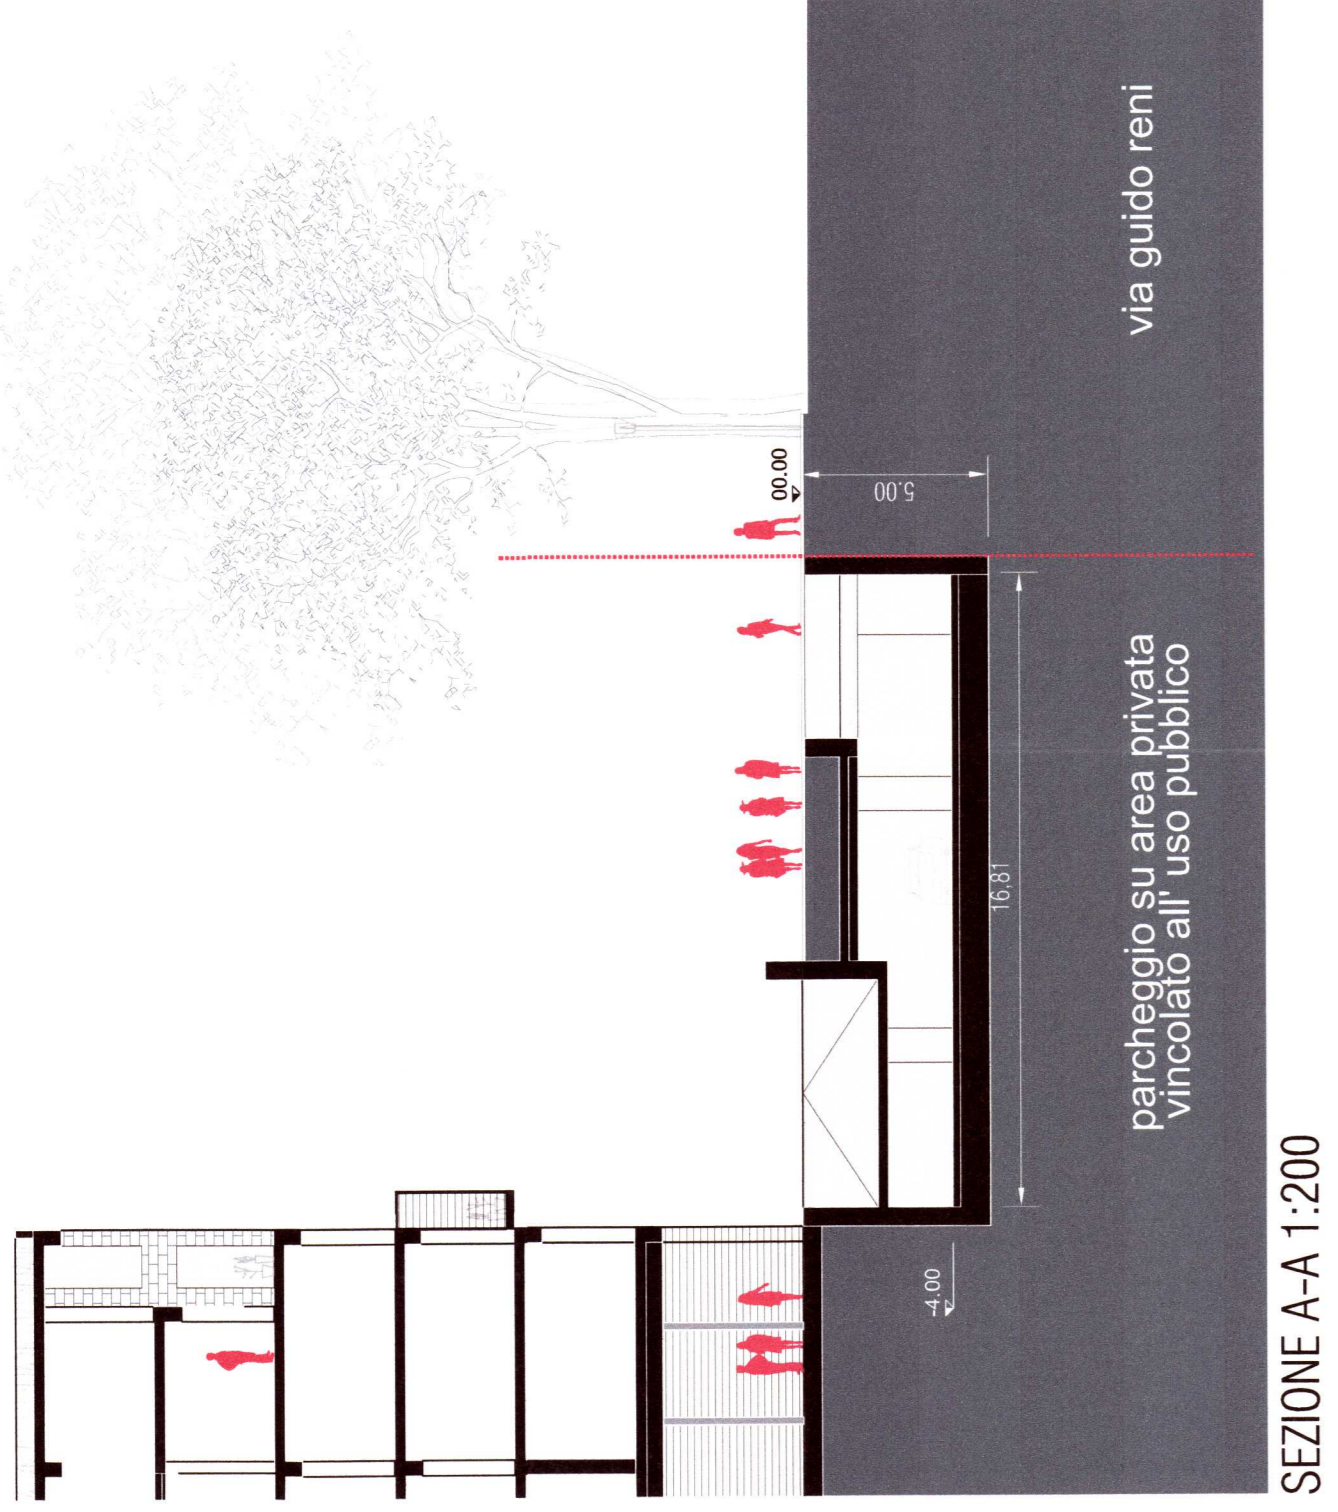 00.00
5.00
via guido reni
16,81
parcheggio su area privata
vincolato all' uso pubblico
-4.00
SEZIONE A-A 1:200